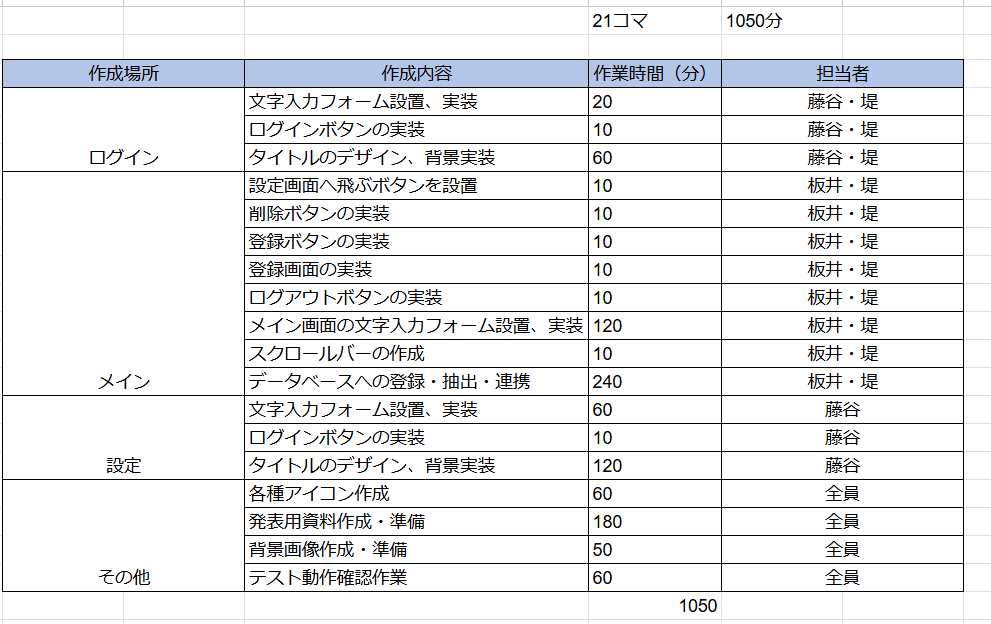 21コマ 1050分
作成場所 作成内容 作業時間（分） 担当者
文字入力フォーム設置、実装 20 藤谷・堤
ログインボタンの実装 10 藤谷・堤
ログイン タイトルのデザイン、背景実装 60 藤谷・堤
設定画面へ飛ぶボタンを設置 10 板井・堤
削除ボタンの実装 10 板井・堤
登録ボタンの実装 10 板井・堤
登録画面の実装 10 板井・堤
ログアウトボタンの実装 10 板井・堤
メイン画面の文字入力フォーム設置、実装 120 板井・堤
スクロールバーの作成 10 板井・堤
メイン データベースへの登録・抽出・連携 240 板井・堤
文字入力フォーム設置、実装 60 藤谷
ログインボタンの実装 10 藤谷
設定 タイトルのデザイン、背景実装 120 藤谷
各種アイコン作成 60 全員
発表用資料作成・準備 180 全員
背景画像作成・準備 50 全員
その他 テスト動作確認作業 60 全員
1050